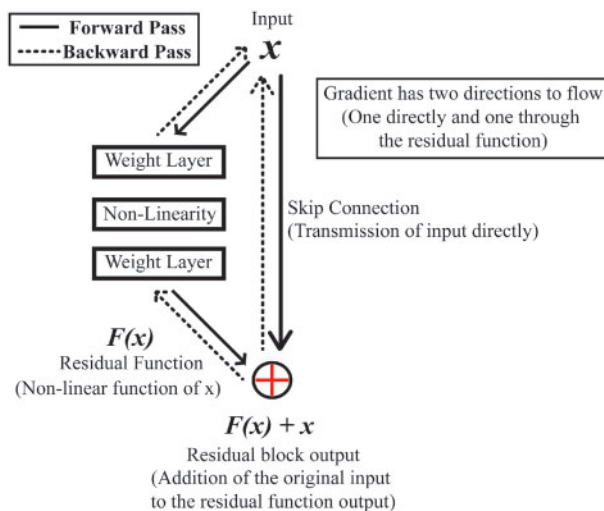 Forward Pass
Backward Pass
Input
x
Gradient has two directions to flow
(One directly and one through
the residual function)
Weight Layer
Non-Linearity
Weight Layer
Skip Connection
(Transmission of input directly)
F(x)
Residual Function
(Non-linear function of x)
F(x) + x
Residual block output
(Addition of the original input
to the residual function output)